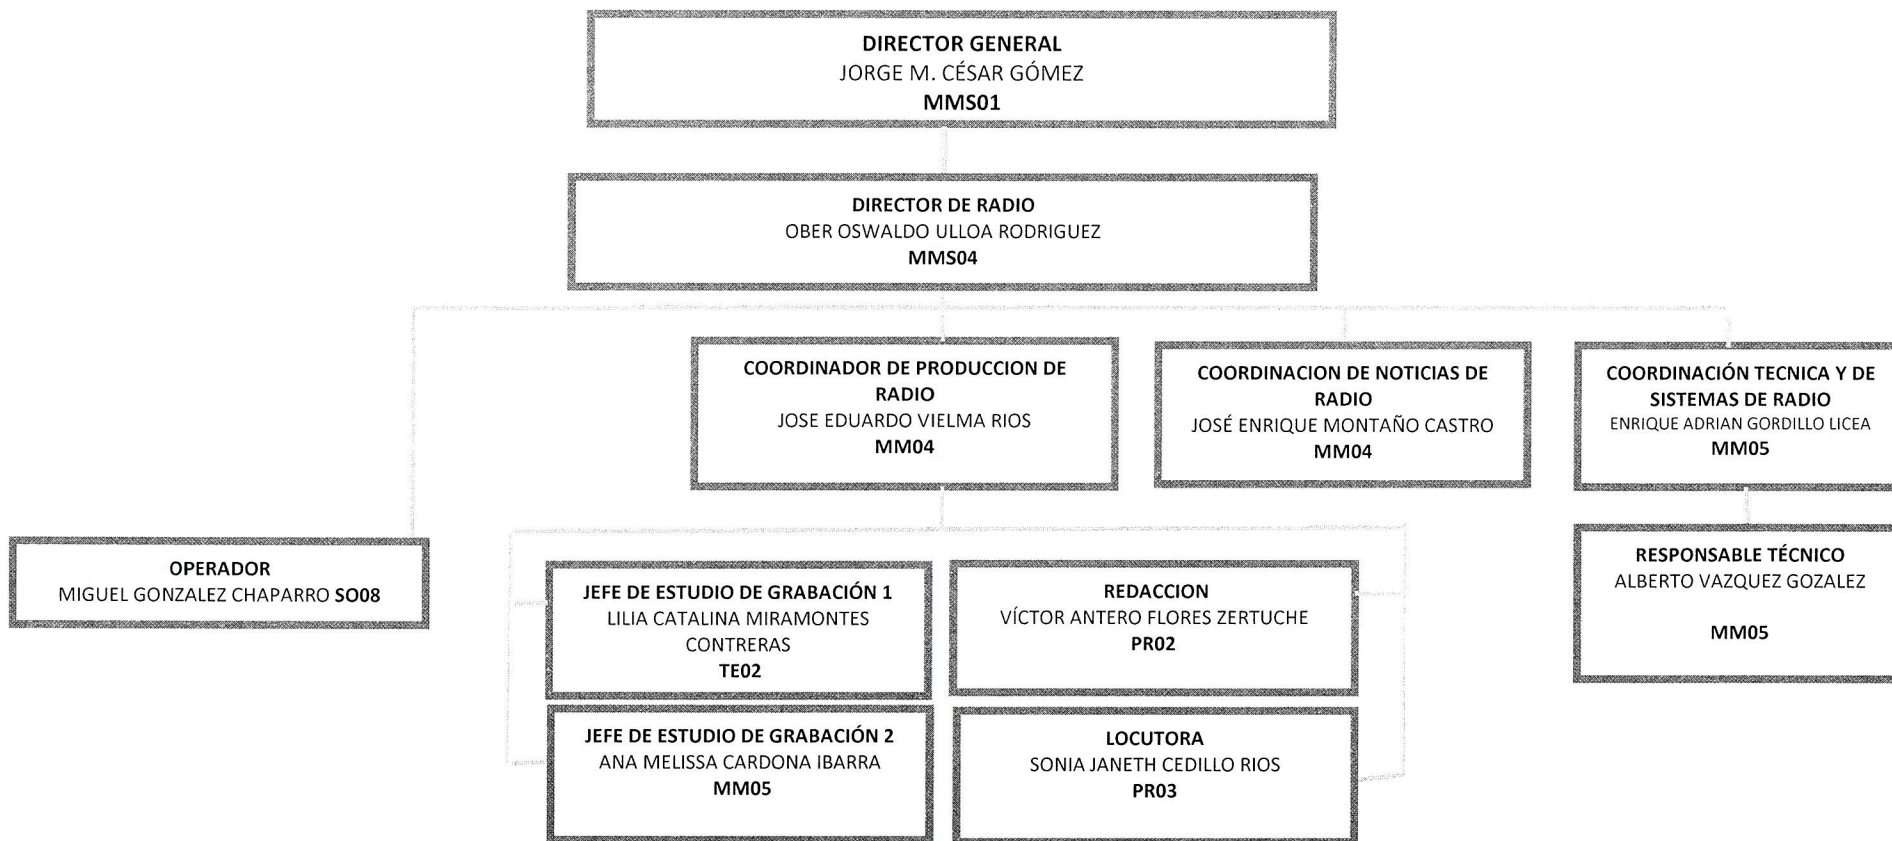 DIRECTOR GENERAL
JORGE M. CÉSAR GÓMEZ
MMS01
DIRECTOR DE RADIO
OBER OSWALDO ULLOA RODRIGUEZ
MMS04
COORDINADOR DE PRODUCCION DE
RADIO
JOSE EDUARDO VIELMA RIOS
MM04
COORDINACION DE NOTICIAS DE
RADIO
JOSÉ ENRIQUE MONTAÑO CASTRO
MM04
COORDINACIÓN TECNICA Y DE
SISTEMAS DE RADIO
ENRIQUE ADRIAN GORDILLO LICEA
MM05
OPERADOR
MIGUEL GONZALEZ CHAPARRO SO08
JEFE DE ESTUDIO DE GRABACIÓN 1
LILIA CATALINA MIRAMONTES
CONTRERAS
TE02
REDACCION
VÍCTOR ANTERO FLORES ZERTUCHE
PR02
RESPONSABLE TÉCNICO
ALBERTO VAZQUEZ GOZALEZ
MM05
JEFE DE ESTUDIO DE GRABACIÓN 2
ANA MELISSA CARDONA IBARRA
MM05
LOCUTORA
SONIA JANETH CEDILLO RIOS
PR03